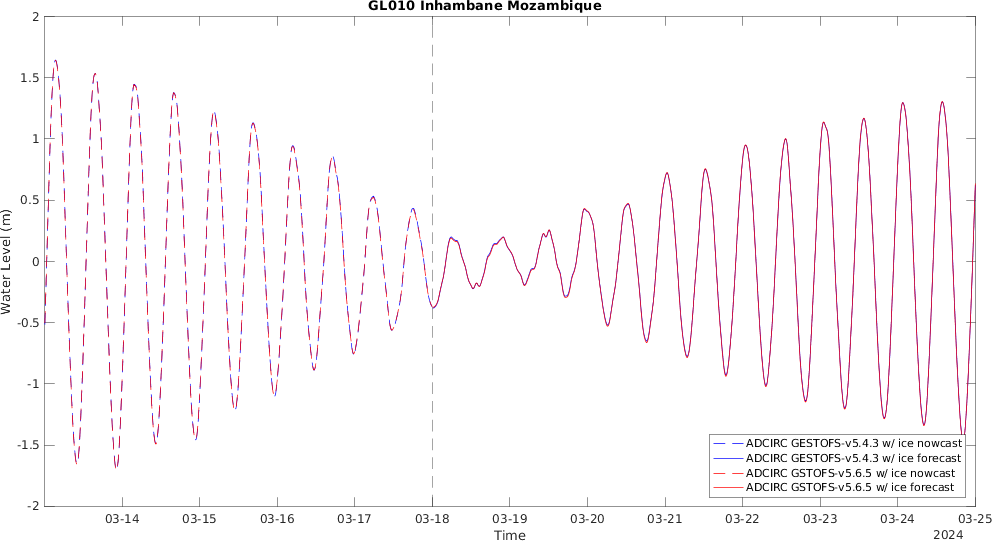 GL010 Inhambane Mozambique
2
1.5
1
0.5
0
-0.5
-1
-1.5
-2
Water Level (m)
03-14 03-15 03-16 03-17 03-18 03-19 03-20 03-21 03-22 03-23 03-24 03-25
Time
2024
ADCIRC GESTOFS-v5.4.3 w/ ice nowcast
ADCIRC GESTOFS-v5.4.3 w/ ice forecast
ADCIRC GSTOFS-v5.6.5 w/ ice nowcast
ADCIRC GSTOFS-v5.6.5 w/ ice forecast